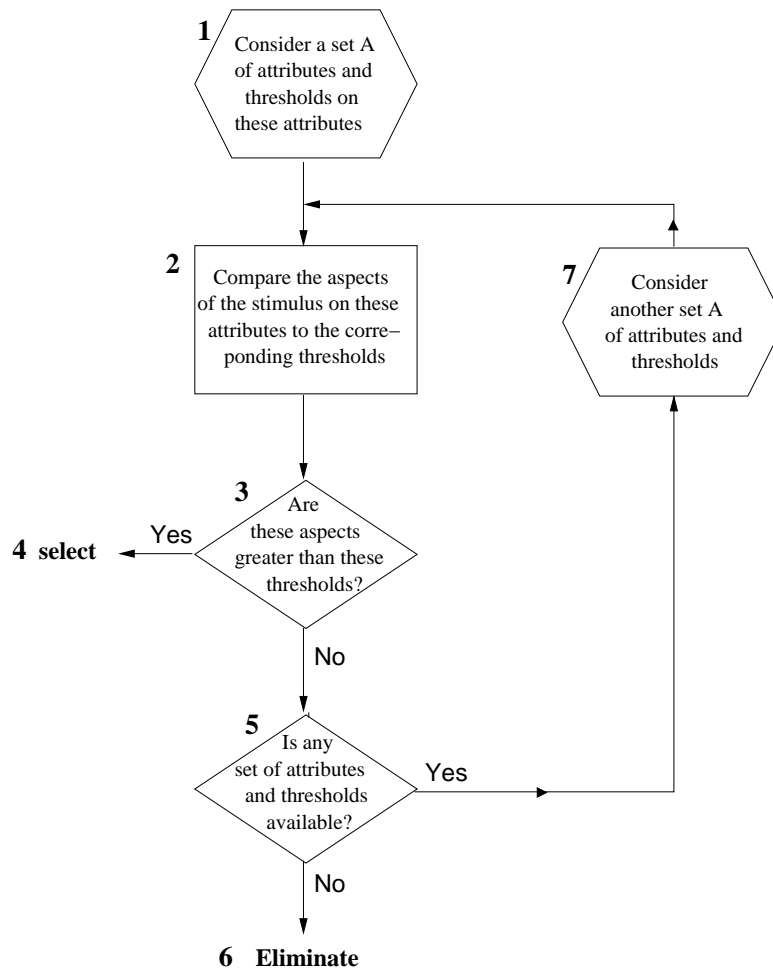 1
Consider a set A
of attributes and
thresholds on
these attributes
2
Compare the aspects
of the stimulus on these
attributes to the corre–
ponding thresholds
7
Consider
another set A
of attributes and
thresholds
3
Are
these aspects
greater than these
thresholds?
Yes
4 select
No
5
Is any
set of attributes
and thresholds
available?
Yes
No
6 Eliminate